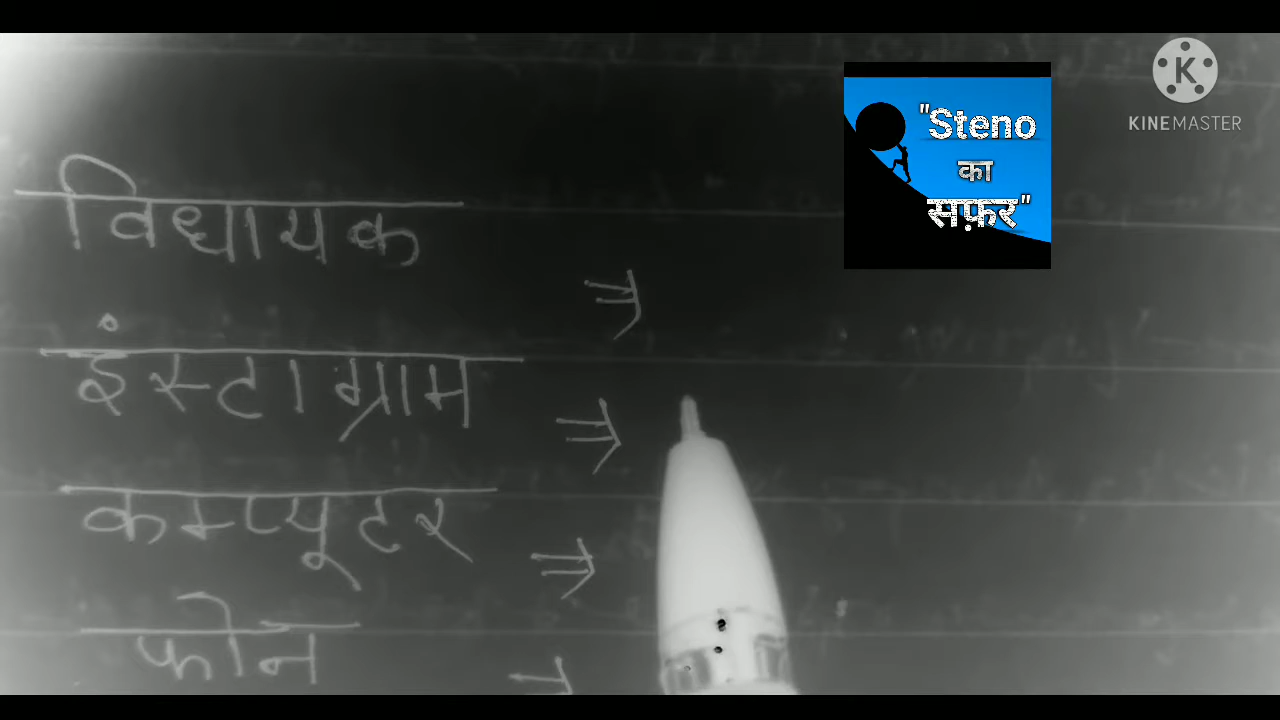 "Steno
का
सफ़र"
KINEMASTER
विधायक ⇒
इंस्टाग्राम ⇒
कम्प्यूटर ⇒
फोन ⇒